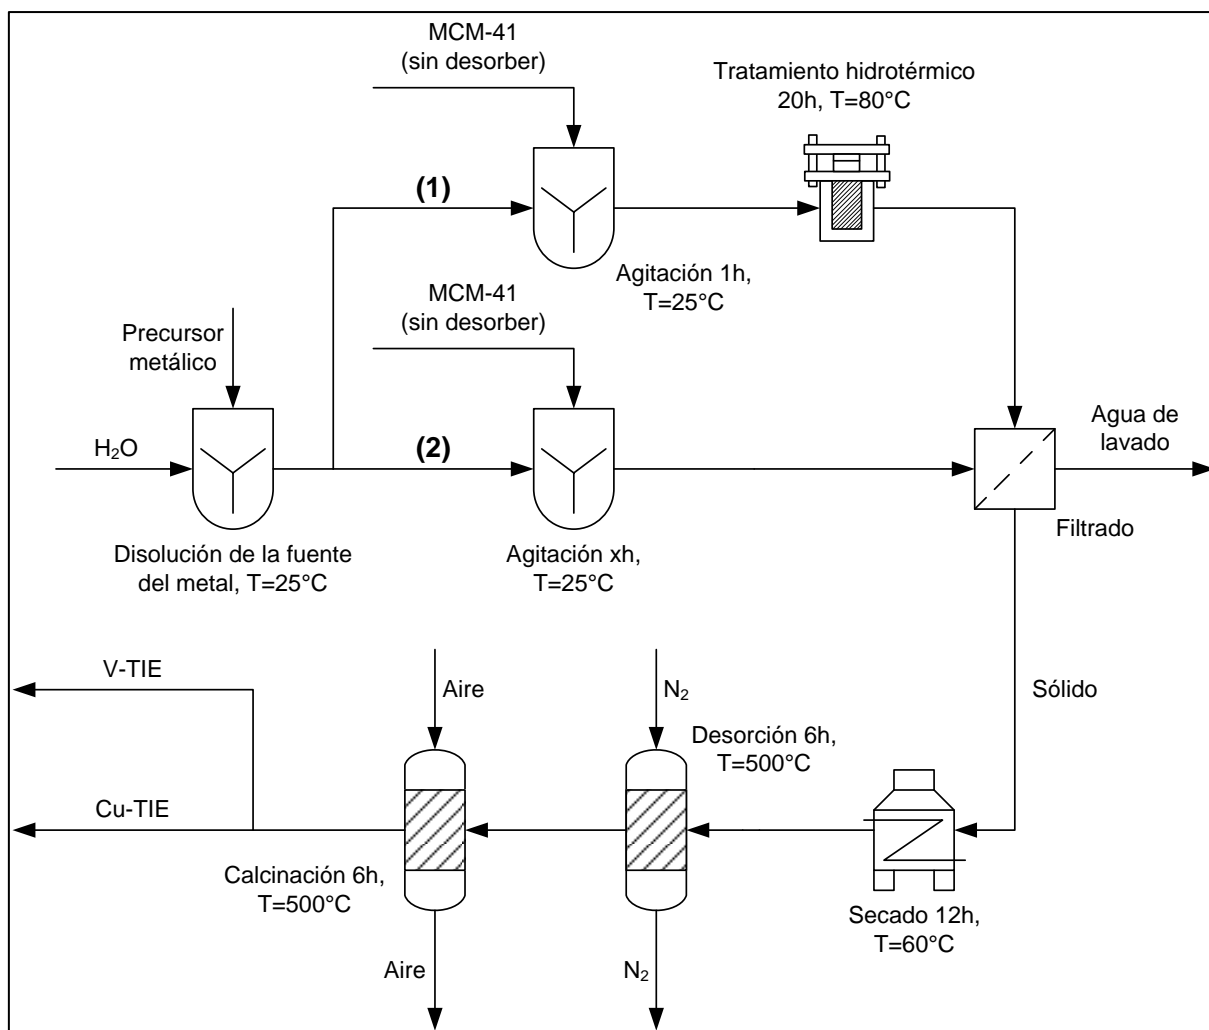 MCM-41
(sin desorber)
Tratamiento hidrotérmico
20h, T=80°C
(1)
Agitación 1h,
T=25°C
MCM-41
(sin desorber)
Precursor
metálico
H₂O
(2)
Agua de
lavado
Filtrado
Disolución de la fuente
del metal, T=25°C
Agitación xh,
T=25°C
V-TIE
Aire
N₂
Sólido
Desorción 6h,
T=500°C
Cu-TIE
Calcinación 6h,
T=500°C
Secado 12h,
T=60°C
Aire
N₂